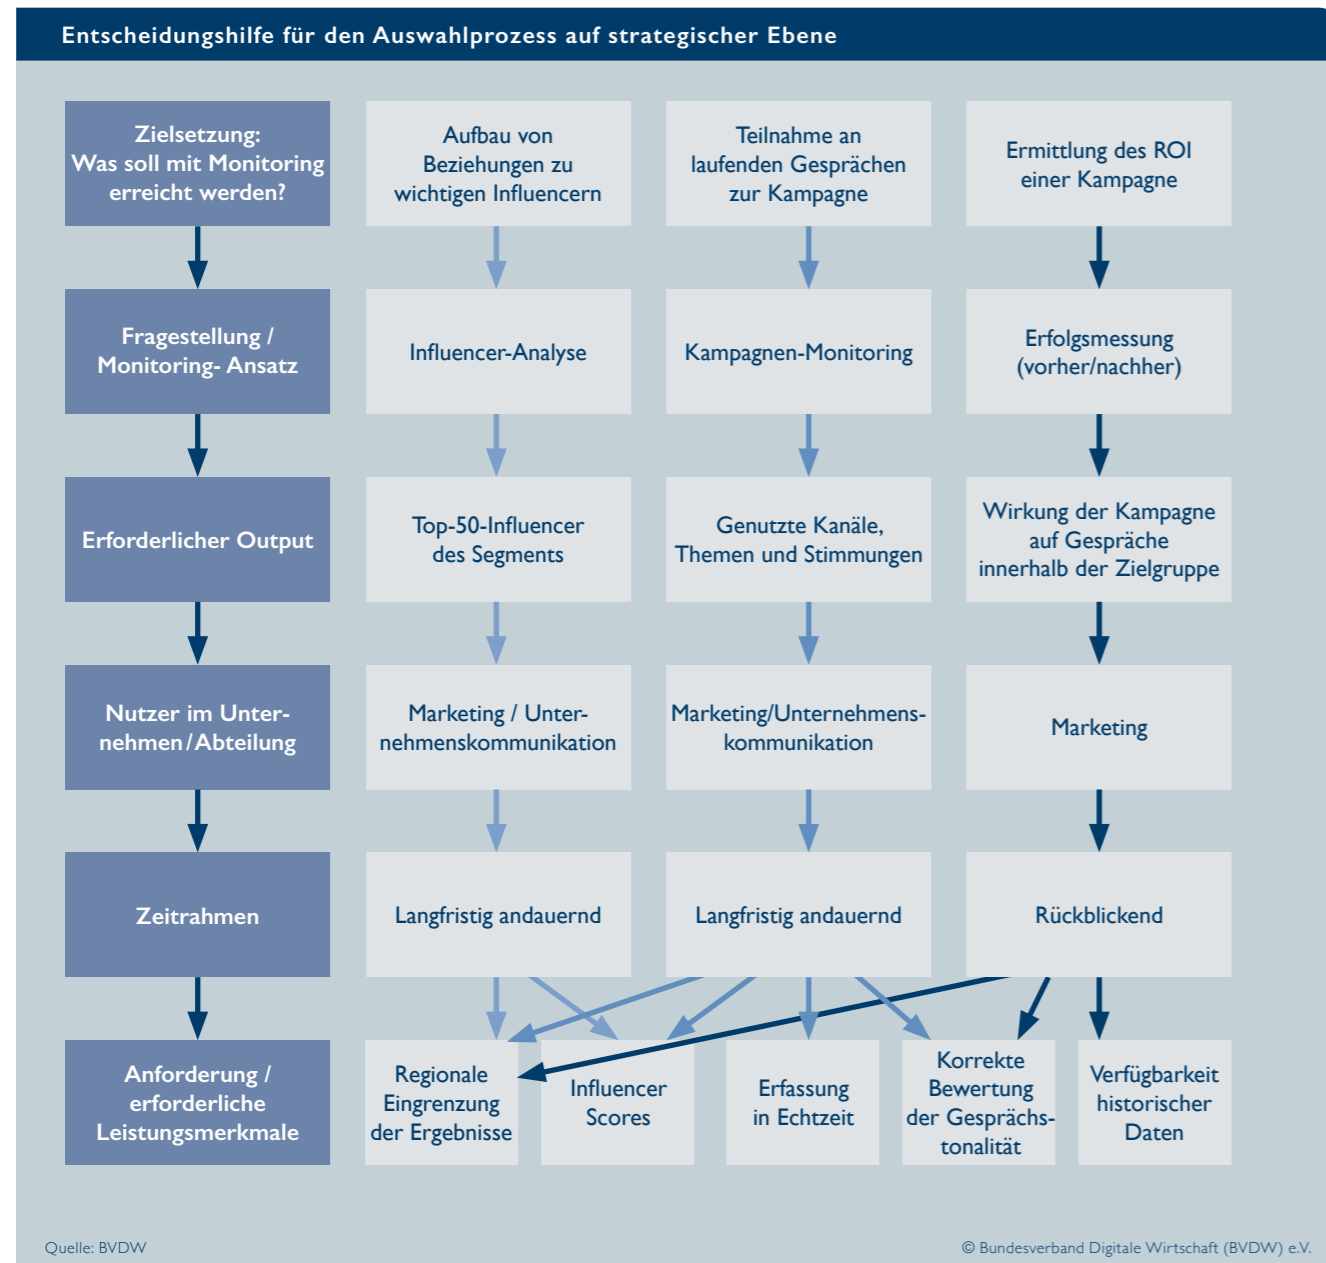 Entscheidungshilfe für den Auswahlprozess auf strategischer Ebene
Zielsetzung:
Was soll mit Monitoring
erreicht werden?
Aufbau von
Beziehungen zu
wichtigen Influencern
Teilnahme an
laufenden Gesprächen
zur Kampagne
Ermittlung des ROI
einer Kampagne
Fragestellung /
Monitoring- Ansatz
Influencer-Analyse
Kampagnen-Monitoring
Erfolgsmessung
(vorher/nachher)
Erforderlicher Output
Top-50-Influencer
des Segments
Genutzte Kanäle,
Themen und Stimmungen
Wirkung der Kampagne
auf Gespräche
innerhalb der Zielgruppe
Nutzer im Unter-
nehmen/Abteilung
Marketing / Unter-
nehmenskommunikation
Marketing/Unternehmens-
kommunikation
Marketing
Zeitrahmen
Langfristig andauernd
Langfristig andauernd
Rückblickend
Anforderung /
erforderliche
Leistungsmerkmale
Regionale
Eingrenzung
der Ergebnisse
Influencer
Scores
Erfassung
in Echtzeit
Korrekte
Bewertung
der Gesprächs-
tonalität
Verfügbarkeit
historischer
Daten
Quelle: BVDW
© Bundesverband Digitale Wirtschaft (BVDW) e.V.